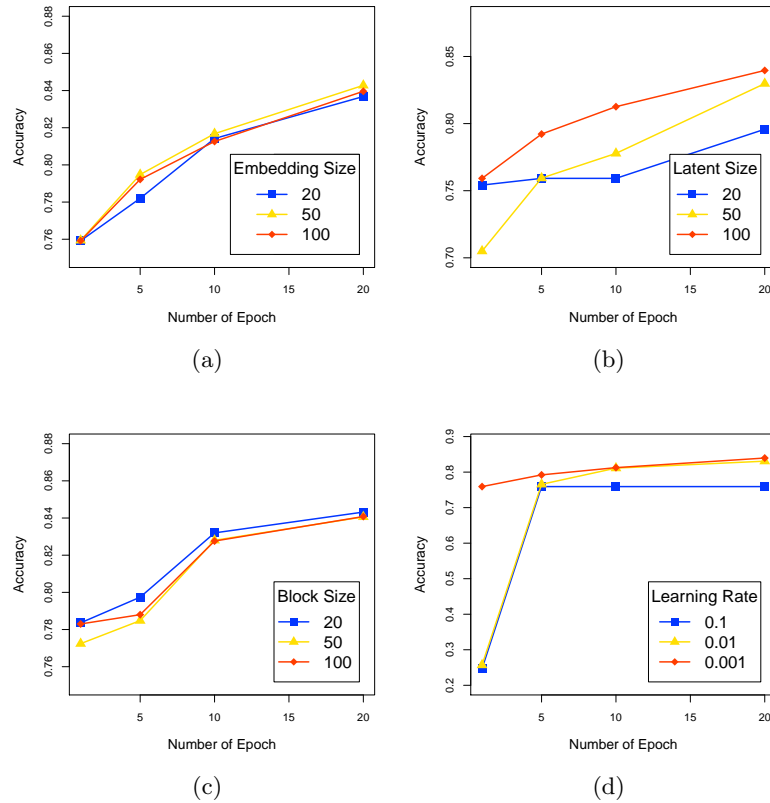 0.88
0.86
0.84
0.82
0.80
0.78
0.76
Accuracy
Embedding Size
20
50
100
5 10 15 20
Number of Epoch
(a)
0.85
0.80
0.75
0.70
Accuracy
Latent Size
20
50
100
5 10 15 20
Number of Epoch
(b)
0.88
0.86
0.84
0.82
0.80
0.78
0.76
Accuracy
Block Size
20
50
100
5 10 15 20
Number of Epoch
(c)
0.9
0.8
0.7
0.6
0.5
0.4
0.3
0.2
Accuracy
Learning Rate
0.1
0.01
0.001
5 10 15 20
Number of Epoch
(d)